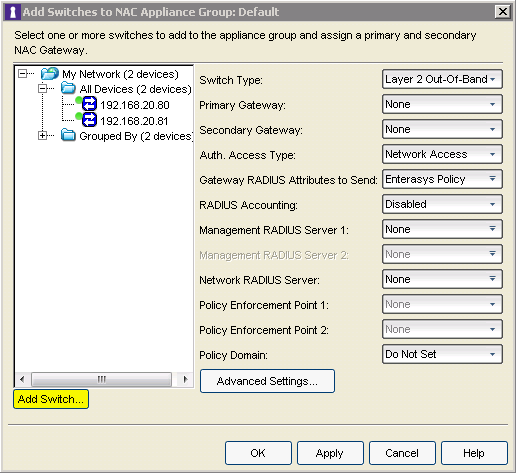 Add Switches to NAC Appliance Group: Default
Select one or more switches to add to the appliance group and assign a primary and secondary
NAC Gateway.
My Network (2 devices)
All Devices (2 devices)
192.168.20.80
192.168.20.81
Grouped By (2 devices)
Switch Type: Layer 2 Out-Of-Band
Primary Gateway: None
Secondary Gateway: None
Auth. Access Type: Network Access
Gateway RADIUS Attributes to Send: Enterasys Policy
RADIUS Accounting: Disabled
Management RADIUS Server 1: None
Management RADIUS Server 2:
Network RADIUS Server: None
Policy Enforcement Point 1: None
Policy Enforcement Point 2: None
Policy Domain: Do Not Set
Advanced Settings...
Add Switch...
OK Apply Cancel Help